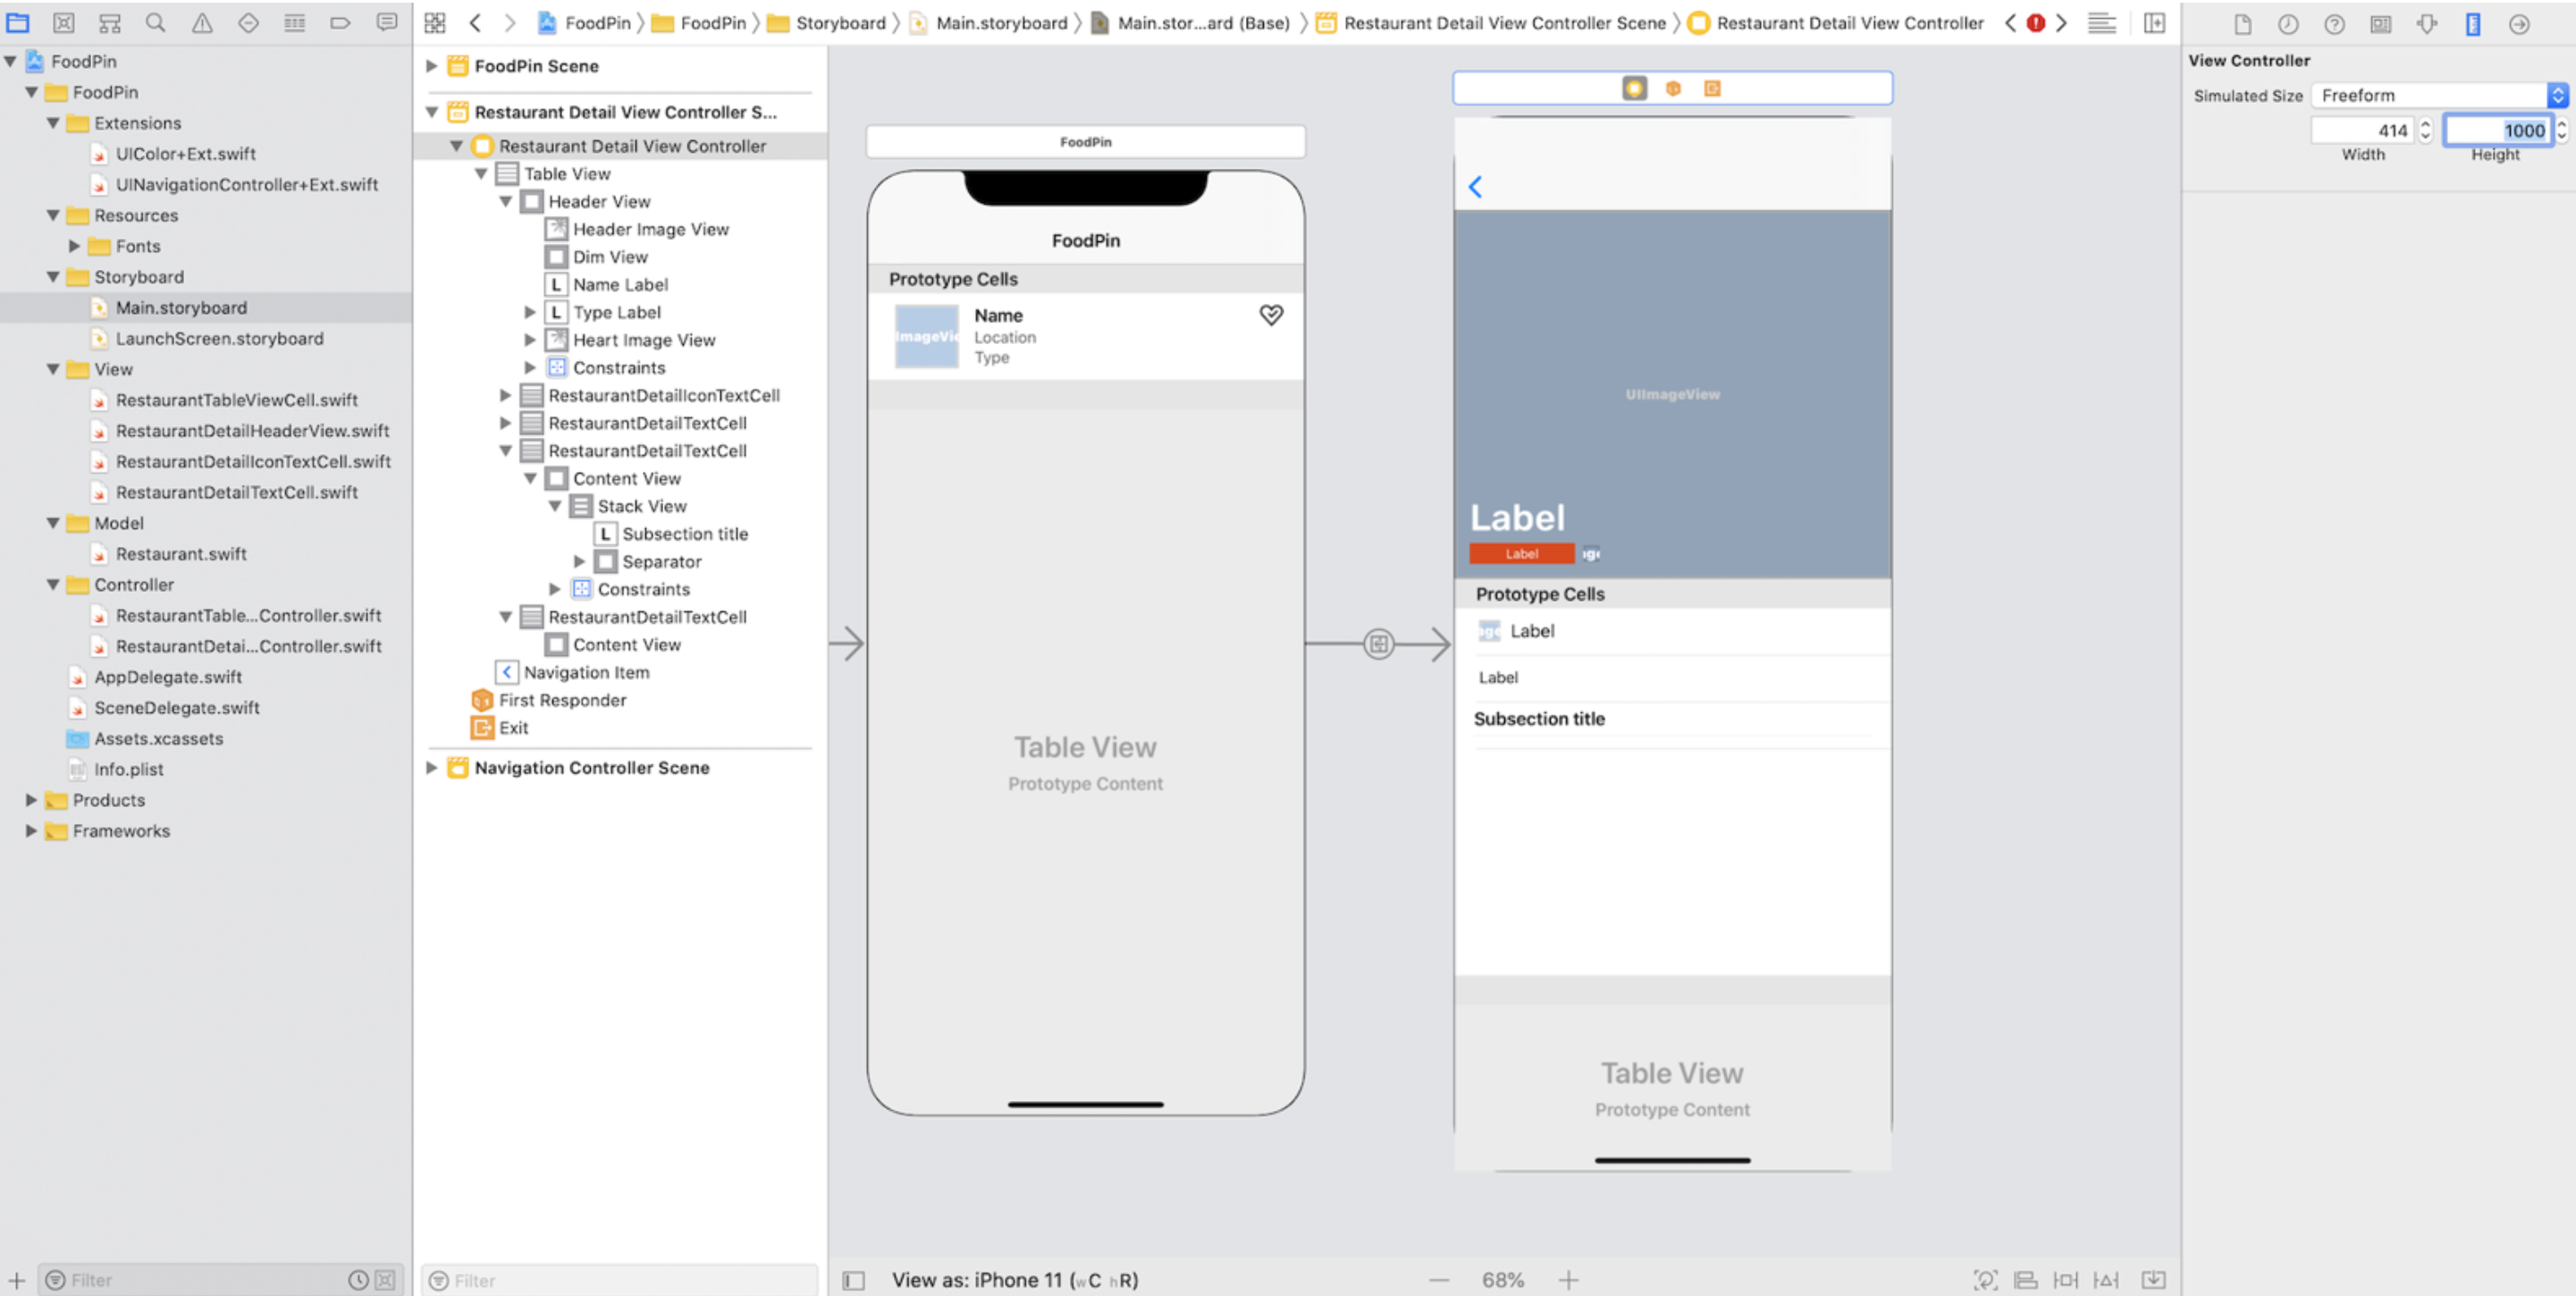 FoodPin
FoodPin
Extensions
UIColor+Ext.swift
UINavigationController+Ext.swift
Resources
Fonts
Storyboard
Main.storyboard
LaunchScreen.storyboard
View
RestaurantTableViewCell.swift
RestaurantDetailHeaderView.swift
RestaurantDetailIconTextCell.swift
RestaurantDetailTextCell.swift
Model
Restaurant.swift
Controller
RestaurantTable...Controller.swift
RestaurantDetai...Controller.swift
AppDelegate.swift
SceneDelegate.swift
Assets.xcassets
Info.plist
Products
Frameworks
Filter
FoodPin FoodPin Storyboard Main.storyboard Main.stor...ard (Base) Restaurant Detail View Controller Scene Restaurant Detail View Controller
FoodPin Scene
Restaurant Detail View Controller S...
Restaurant Detail View Controller
Table View
Header View
Header Image View
Dim View
L Name Label
L Type Label
Heart Image View
Constraints
RestaurantDetailIconTextCell
RestaurantDetailTextCell
RestaurantDetailTextCell
Content View
Stack View
L Subsection title
Separator
Constraints
RestaurantDetailTextCell
Content View
Navigation Item
First Responder
Exit
Navigation Controller Scene
Filter
FoodPin
FoodPin
Prototype Cells
ImageVie
Name
Location
Type
Table View
Prototype Content
UIImageView
Label
Label
Prototype Cells
Label
Label
Subsection title
Table View
Prototype Content
View as: iPhone 11 (wC hR)
68%
View Controller
Simulated Size Freeform
414 1000
Width Height